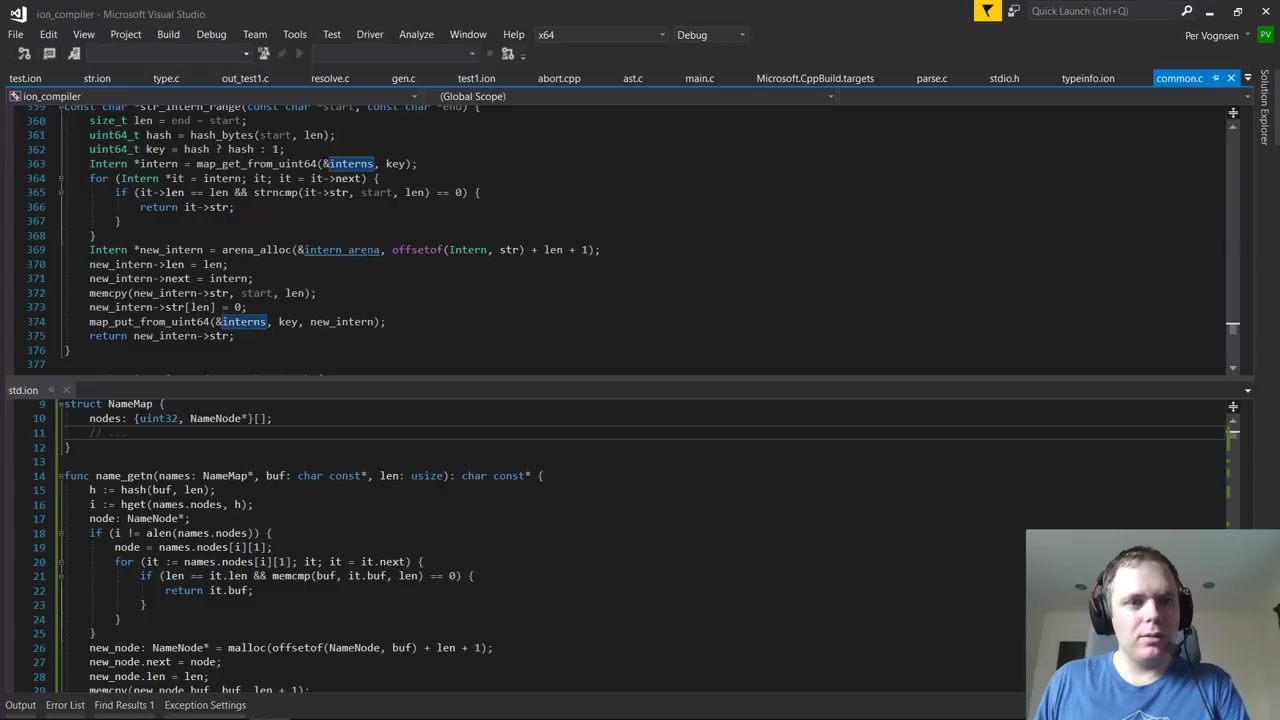 ion_compiler - Microsoft Visual Studio
Quick Launch (Ctrl+Q)
File Edit View Project Build Debug Team Tools Test Driver Analyze Window Help x64 Debug
Per Vognsen PV
test.ion str.ion type.c out_test1.c resolve.c gen.c test1.ion abort.cpp ast.c main.c Microsoft.CppBuild.targets parse.c stdio.h typeinfo.ion common.c
Solution Explorer
ion_compiler (Global Scope)
359 const char *str_intern_range(const char *start, const char *end) {
360 size_t len = end - start;
361 uint64_t hash = hash_bytes(start, len);
362 uint64_t key = hash ? hash : 1;
363 Intern *intern = map_get_from_uint64(&interns, key);
364 for (Intern *it = intern; it; it = it->next) {
365 if (it->len == len && strncmp(it->str, start, len) == 0) {
366 return it->str;
367 }
368 }
369 Intern *new_intern = arena_alloc(&intern_arena, offsetof(Intern, str) + len + 1);
370 new_intern->len = len;
371 new_intern->next = intern;
372 memcpy(new_intern->str, start, len);
373 new_intern->str[len] = 0;
374 map_put_from_uint64(&interns, key, new_intern);
375 return new_intern->str;
376 }
377
std.ion
9 struct NameMap {
10 nodes: {uint32, NameNode*}[];
11 // ...
12 }
13
14 func name_getn(names: NameMap*, buf: char const*, len: usize): char const* {
15 h := hash(buf, len);
16 i := hget(names.nodes, h);
17 node: NameNode*;
18 if (i != alen(names.nodes)) {
19 node = names.nodes[i][1];
20 for (it := names.nodes[i][1]; it; it = it.next) {
21 if (len == it.len && memcmp(buf, it.buf, len) == 0) {
22 return it.buf;
23 }
24 }
25 }
26 new_node: NameNode* = malloc(offsetof(NameNode, buf) + len + 1);
27 new_node.next = node;
28 new_node.len = len;
29 memcpy(new_node.buf, buf, len + 1);
Output Error List Find Results 1 Exception Settings